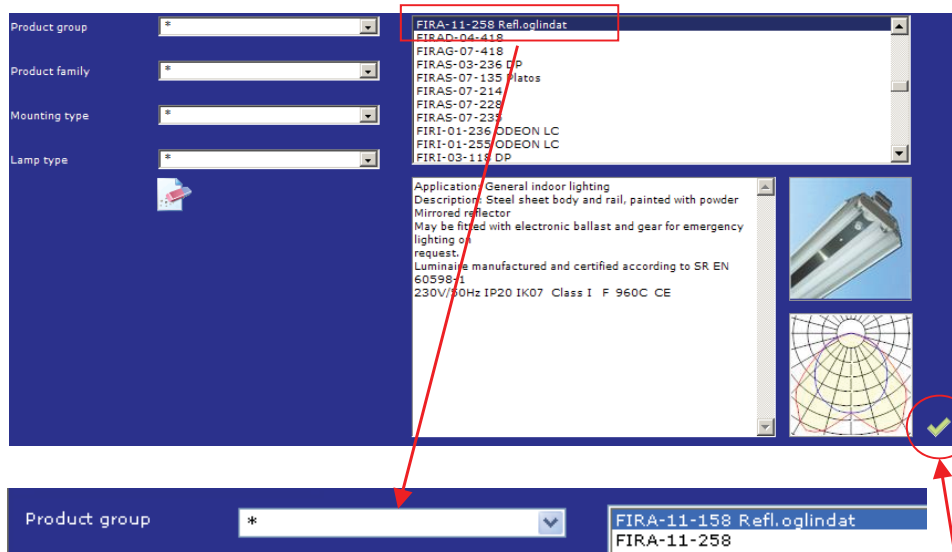 Product group
*
Product family
*
Mounting type
*
Lamp type
*
FIRA-11-258 Refl.oglindat
FIRAD-04-418
FIRAG-07-418
FIRAS-03-236 DP
FIRAS-07-135 Platos
FIRAS-07-214
FIRAS-07-228
FIRAS-07-235
FIRI-01-236 ODEON LC
FIRI-01-255 ODEON LC
FIRI-03-118 DP
Application: General indoor lighting
Description: Steel sheet body and rail, painted with powder
Mirrored reflector
May be fitted with electronic ballast and gear for emergency
lighting on
request.
Luminaire manufactured and certified according to SR EN
60598-1
230V/50Hz IP20 IK07 Class I F 960C CE
Product group
*
FIRA-11-158 Refl.oglindat
FIRA-11-258